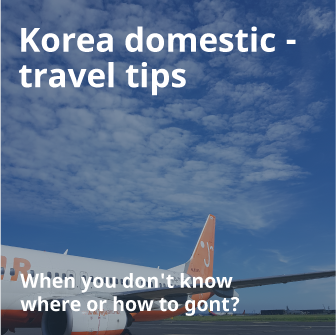 Korea domestic -
travel tips
When you don't know
where or how to gont?